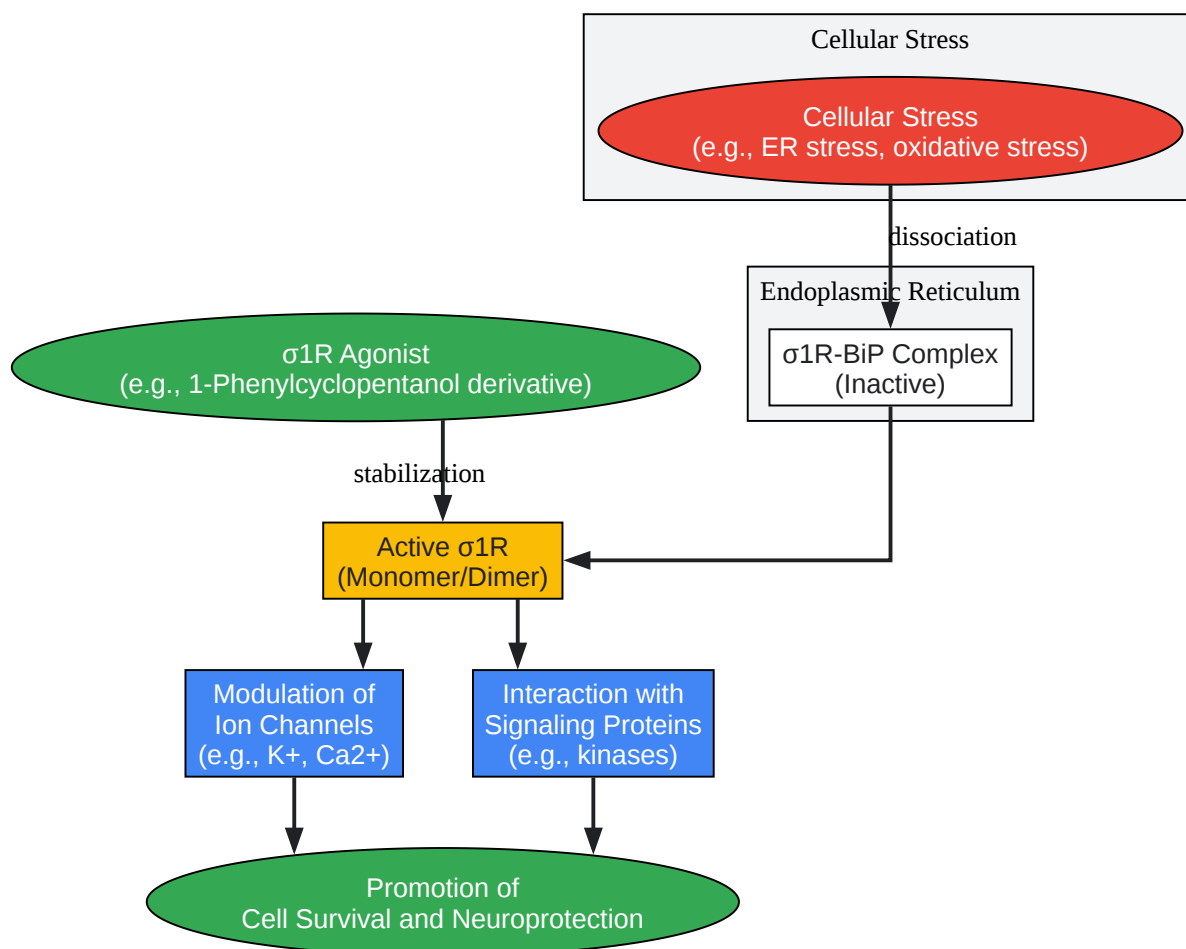 Cellular Stress
Cellular Stress
(e.g., ER stress, oxidative stress)
dissociation
Endoplasmic Reticulum
σ1R-BiP Complex
(Inactive)
σ1R Agonist
(e.g., 1-Phenylcyclopentanol derivative)
stabilization
Active σ1R
(Monomer/Dimer)
Modulation of
Ion Channels
(e.g., K+, Ca2+)
Interaction with
Signaling Proteins
(e.g., kinases)
Promotion of
Cell Survival and Neuroprotection